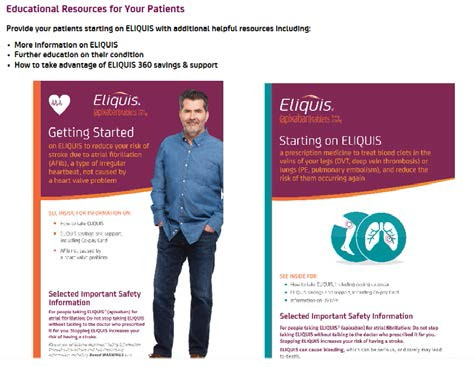 Educational Resources for Your Patients
Provide your patients starting on ELIQUIS with additional helpful resources including:
• More information on ELIQUIS
• Further education on their condition
• How to take advantage of ELIQUIS 360 savings & support
Eliquis
(apixaban) tablets
Getting Started
on ELIQUIS to reduce your risk of
stroke due to atrial fibrillation
(AFib), a type of irregular
heartbeat, not caused by
a heart valve problem
SEE INSIDE FOR INFORMATION ON:
• How to take ELIQUIS
• ELIQUIS savings and support,
including Co-pay Card
• AFib not caused by
a heart valve problem
Selected Important Safety
Information
For people taking ELIQUIS® (apixaban) for
atrial fibrillation: Do not stop taking ELIQUIS
without talking to the doctor who prescribed
it for you. Stopping ELIQUIS increases your
risk of having a stroke.
Eliquis
(apixaban) tablets
Starting on ELIQUIS
a prescription medicine to treat blood clots in the
veins of your legs (DVT, deep vein thrombosis) or
lungs (PE, pulmonary embolism), and reduce the
risk of them occurring again
SEE INSIDE FOR:
• How to take ELIQUIS, including dosing calendar
• ELIQUIS savings and support, including Co-pay Card
• Information on DVT/PE
Selected Important Safety Information
For people taking ELIQUIS® (apixaban) for atrial fibrillation: Do not stop
taking ELIQUIS without talking to the doctor who prescribed it for you.
Stopping ELIQUIS increases your risk of having a stroke.
ELIQUIS can cause bleeding, which can be serious, and rarely may lead
to death.